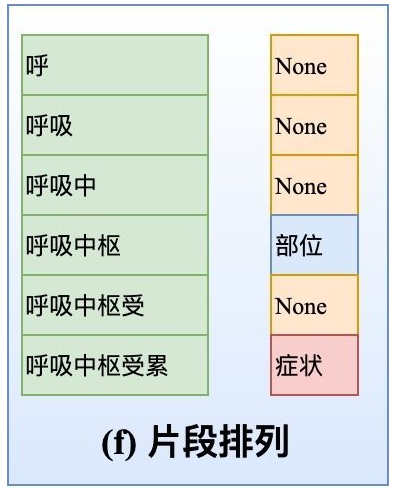 呼 None
呼吸 None
呼吸中 None
呼吸中枢 部位
呼吸中枢受 None
呼吸中枢受累 症状
(f) 片段排列